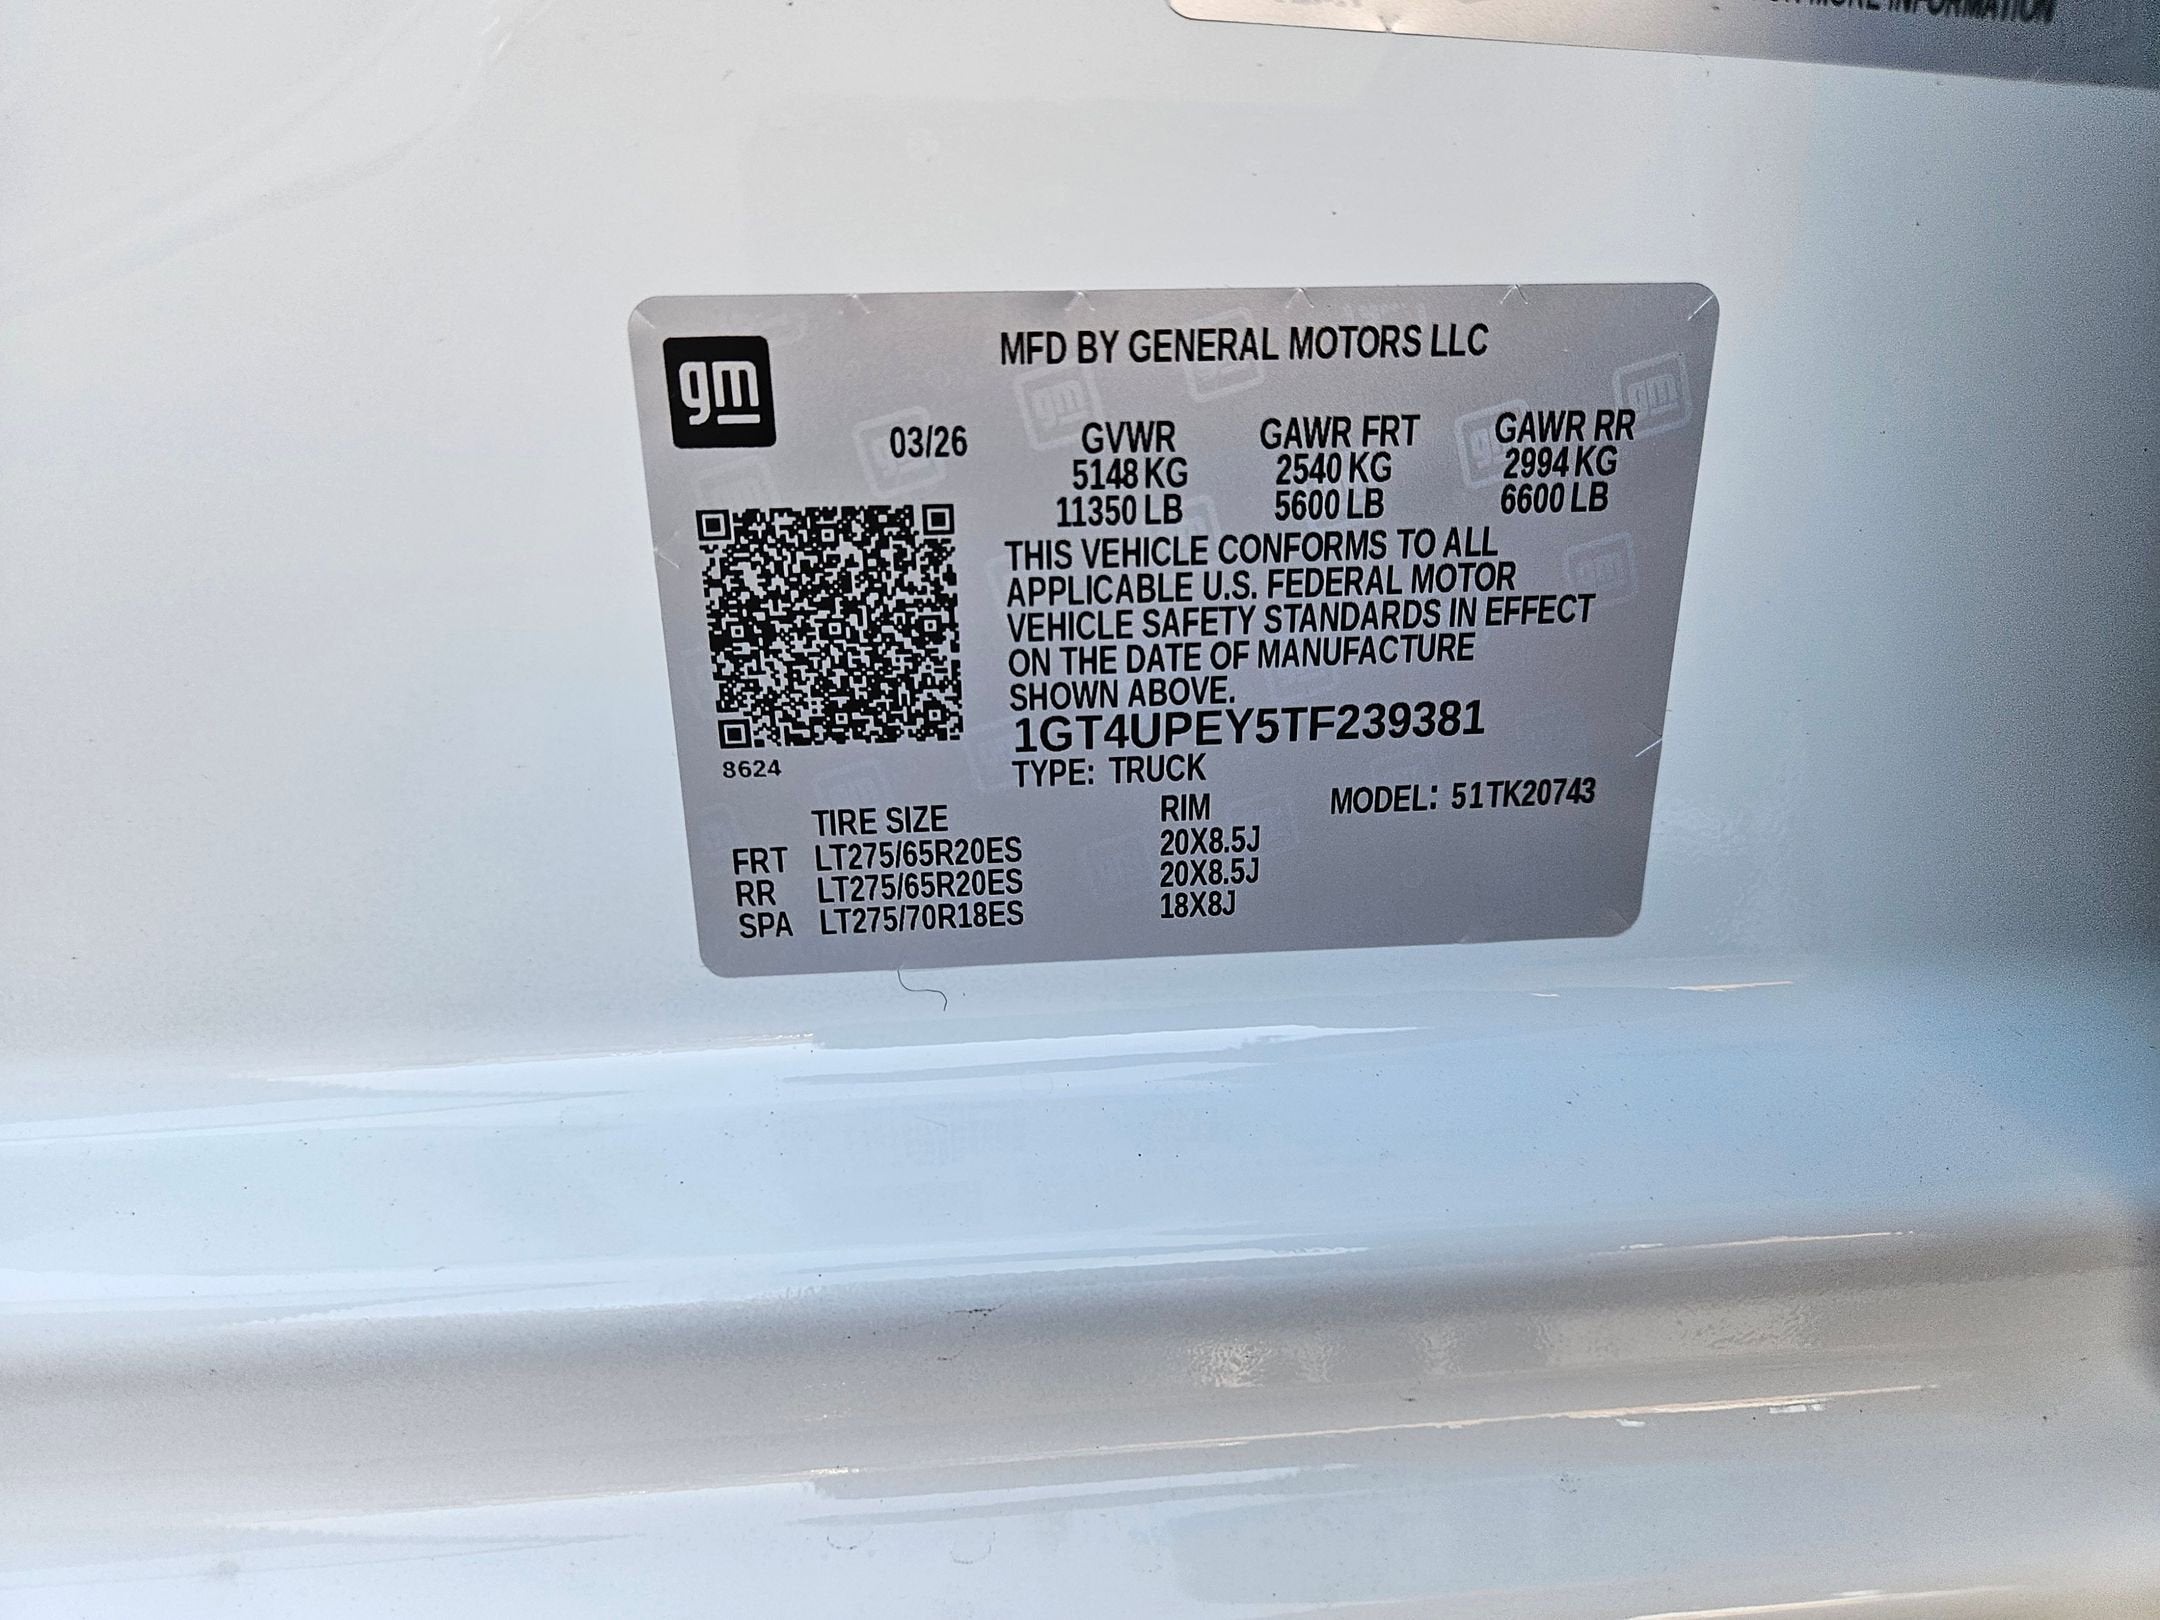 MORE INFORMATION
gm
MFD BY GENERAL MOTORS LLC
03/26 GVWR GAWR FRT GAWR RR
5148 KG 2540 KG 2994 KG
11350 LB 5600 LB 6600 LB
THIS VEHICLE CONFORMS TO ALL
APPLICABLE U.S. FEDERAL MOTOR
VEHICLE SAFETY STANDARDS IN EFFECT
ON THE DATE OF MANUFACTURE
SHOWN ABOVE.
1GT4UPEY5TF239381
8624
TYPE: TRUCK
MODEL: 51TK20743
TIRE SIZE RIM
FRT LT275/65R20ES 20X8.5J
RR LT275/65R20ES 20X8.5J
SPA LT275/70R18ES 18X8J